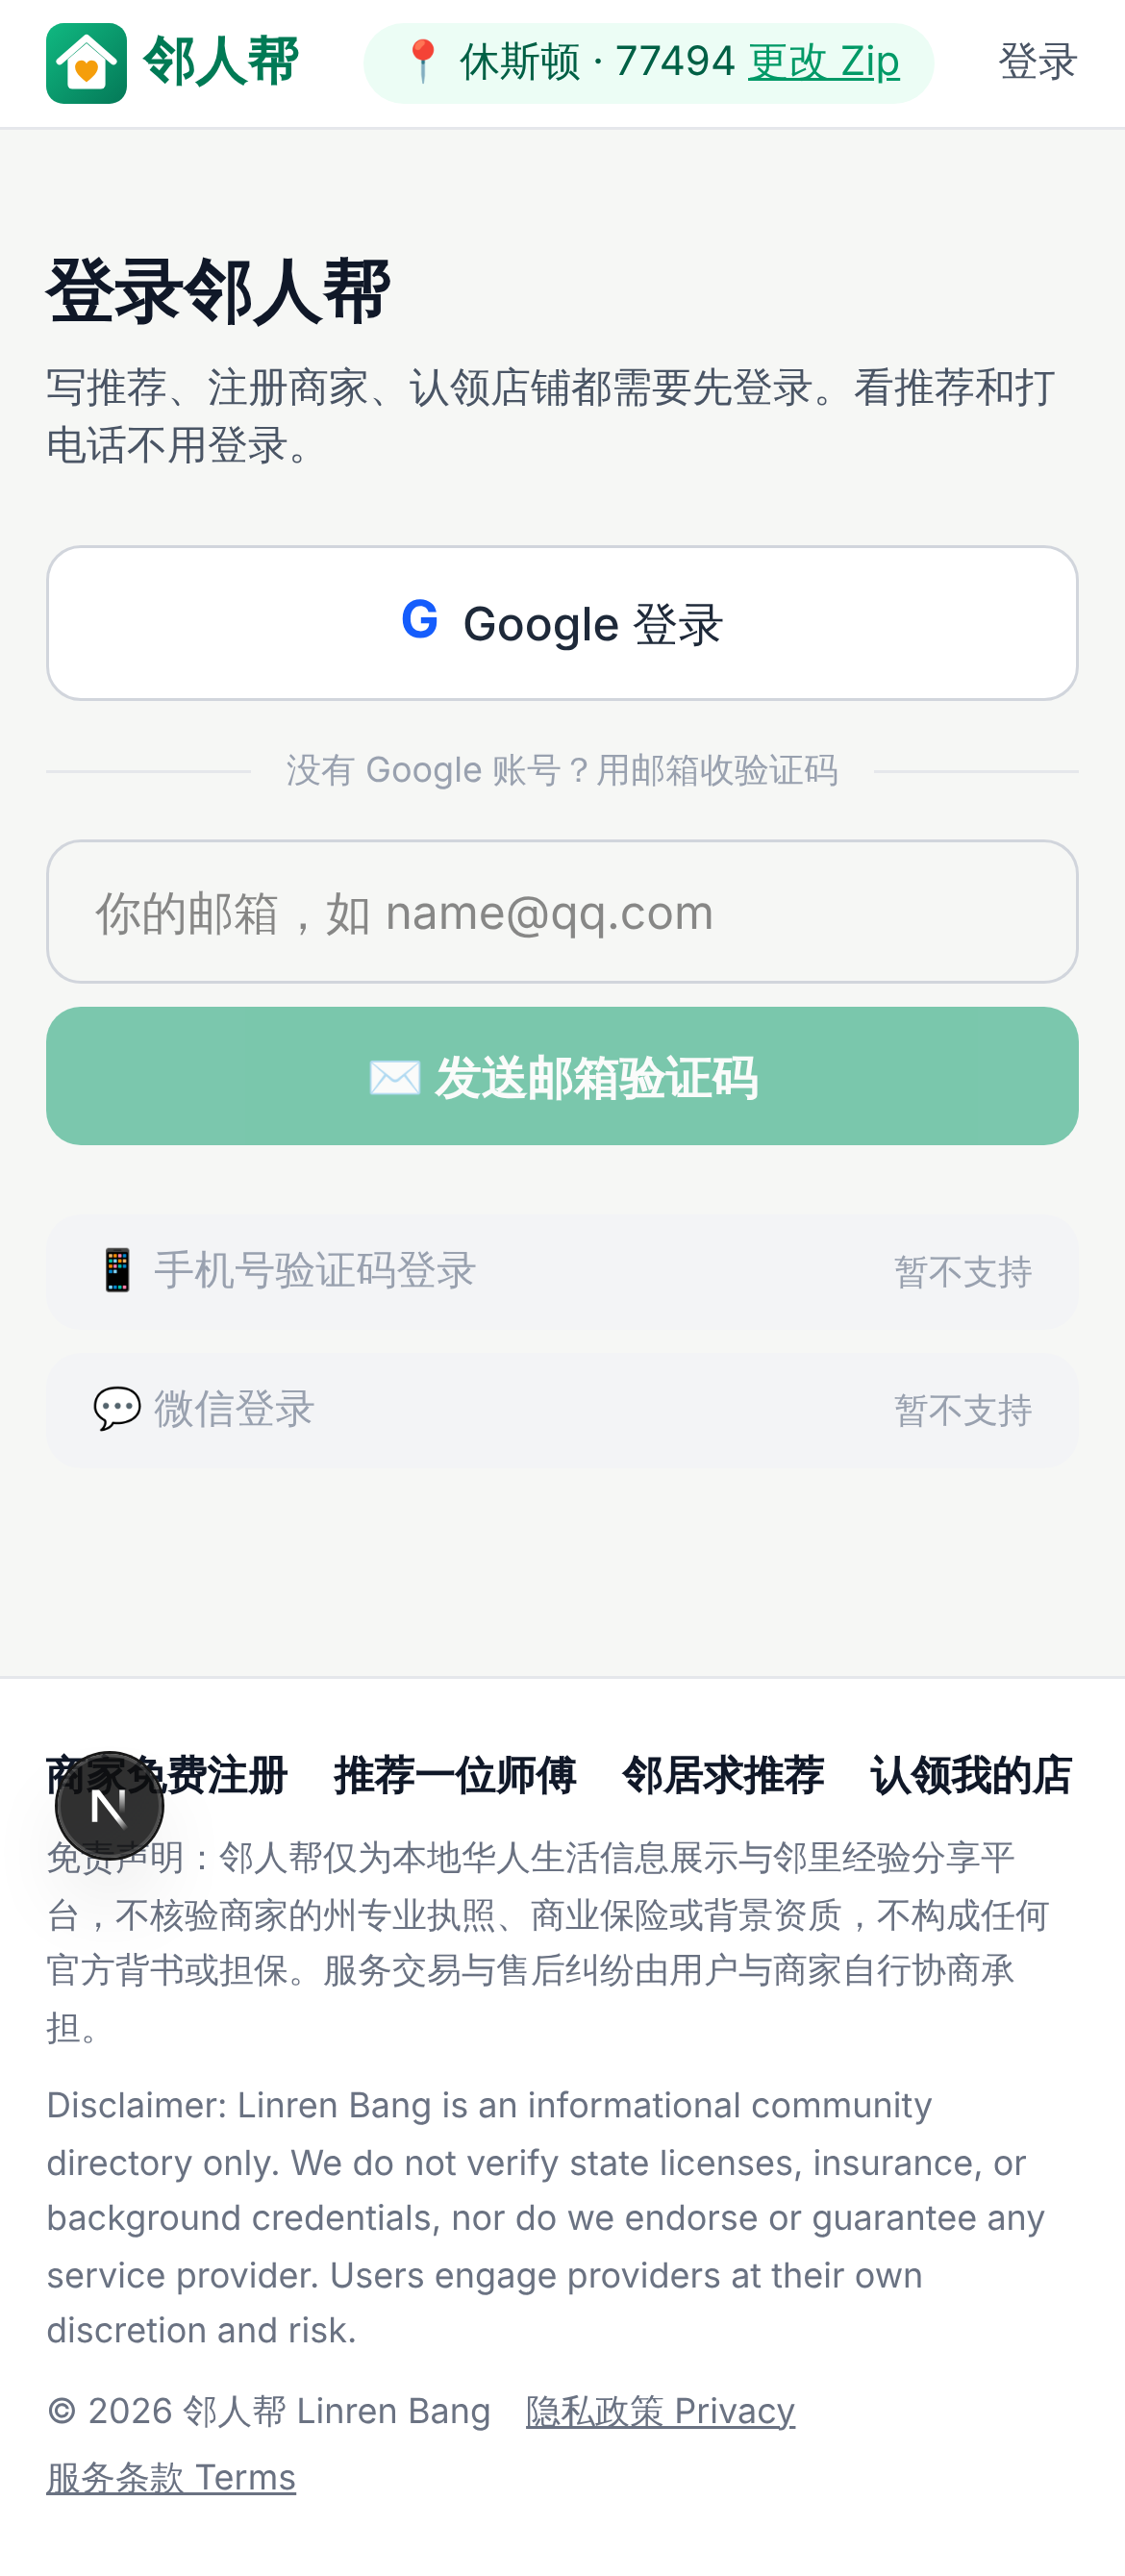 邻人帮
📍 休斯顿 · 77494 更改 Zip
登录
登录邻人帮
写推荐、注册商家、认领店铺都需要先登录。看推荐和打
电话不用登录。
G Google 登录
没有 Google 账号？用邮箱收验证码
你的邮箱，如 name@qq.com
✉️ 发送邮箱验证码
📱 手机号验证码登录 暂不支持
💬 微信登录 暂不支持
商家免费注册 推荐一位师傅 邻居求推荐 认领我的店
N
免责声明：邻人帮仅为本地华人生活信息展示与邻里经验分享平
台，不核验商家的州专业执照、商业保险或背景资质，不构成任何
官方背书或担保。服务交易与售后纠纷由用户与商家自行协商承
担。
Disclaimer: Linren Bang is an informational community
directory only. We do not verify state licenses, insurance, or
background credentials, nor do we endorse or guarantee any
service provider. Users engage providers at their own
discretion and risk.
© 2026 邻人帮 Linren Bang 隐私政策 Privacy
服务条款 Terms